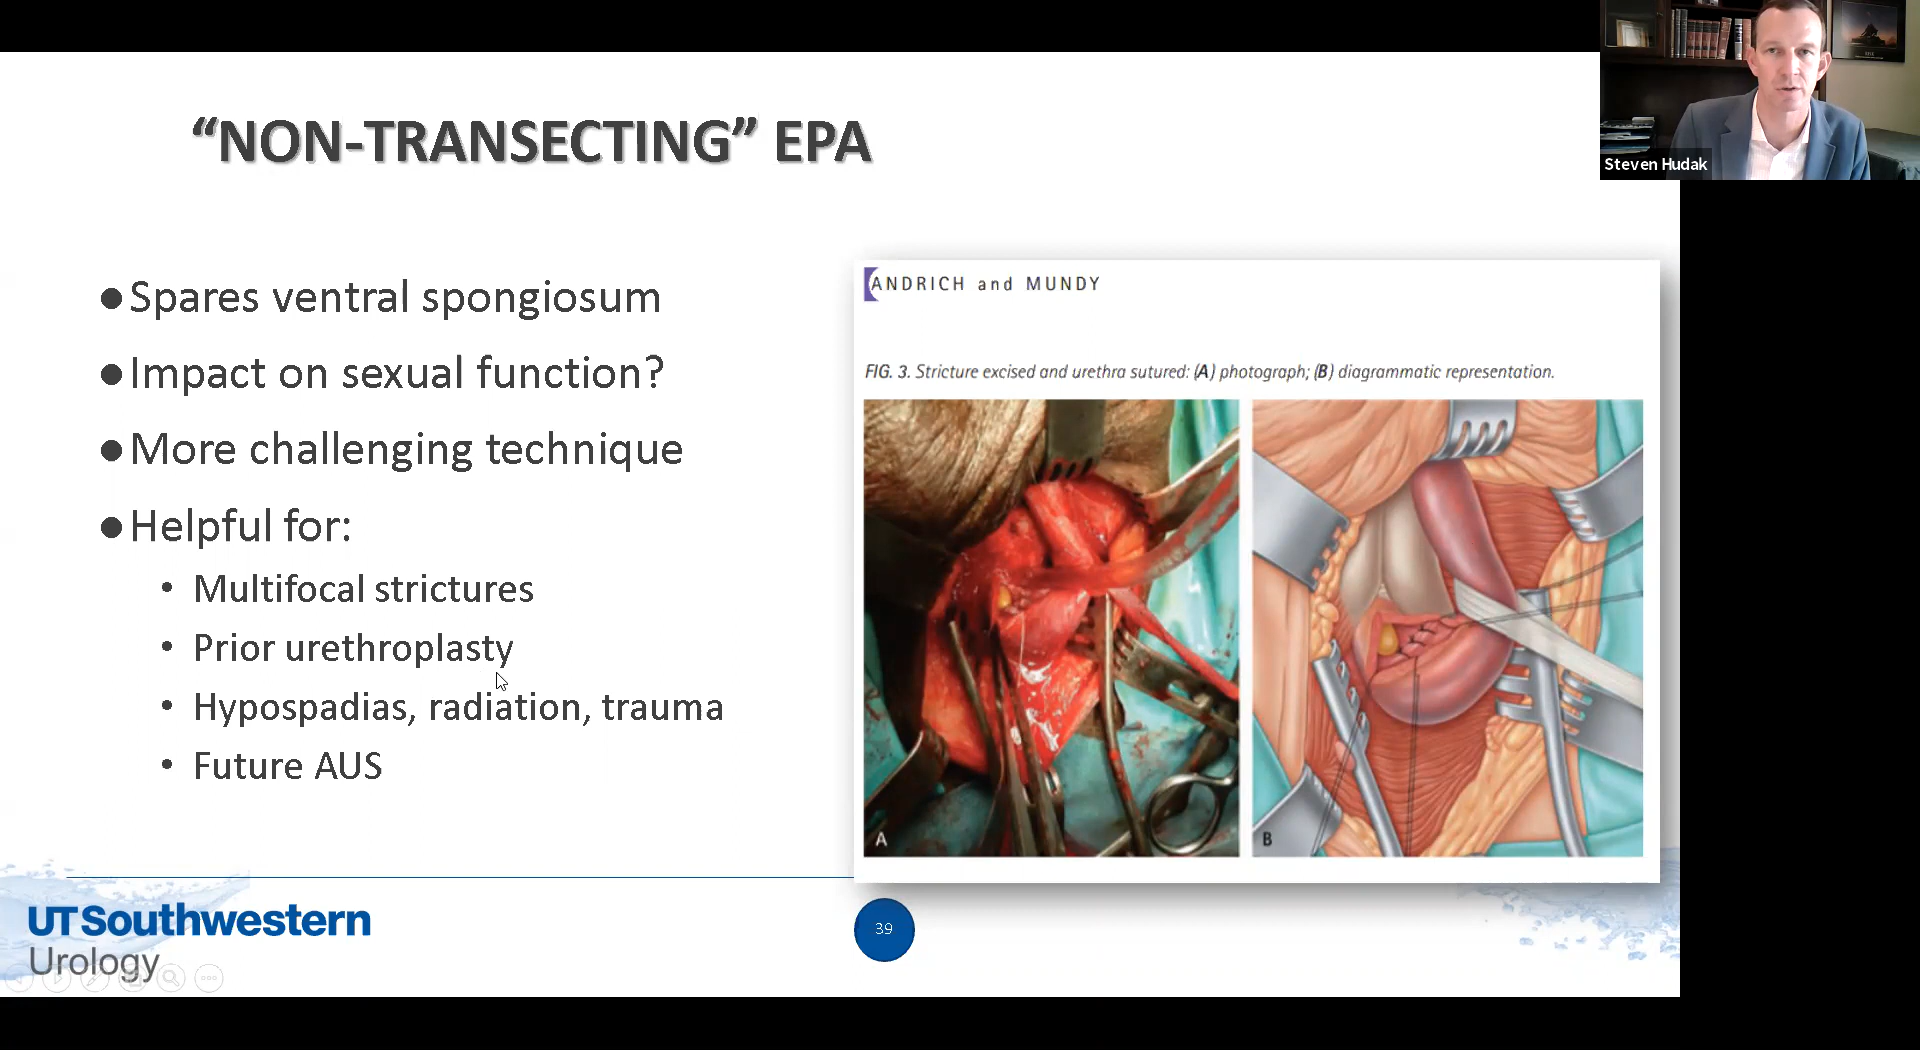 “NON-TRANSECTING” EPA
Steven Hudak
●Spares ventral spongiosum
●Impact on sexual function?
●More challenging technique
●Helpful for:
• Multifocal strictures
• Prior urethroplasty
• Hypospadias, radiation, trauma
• Future AUS
ANDRICH and MUNDY
FIG. 3. Stricture excised and urethra sutured: (A) photograph; (B) diagrammatic representation.
A
B
UTSouthwestern
Urology
39